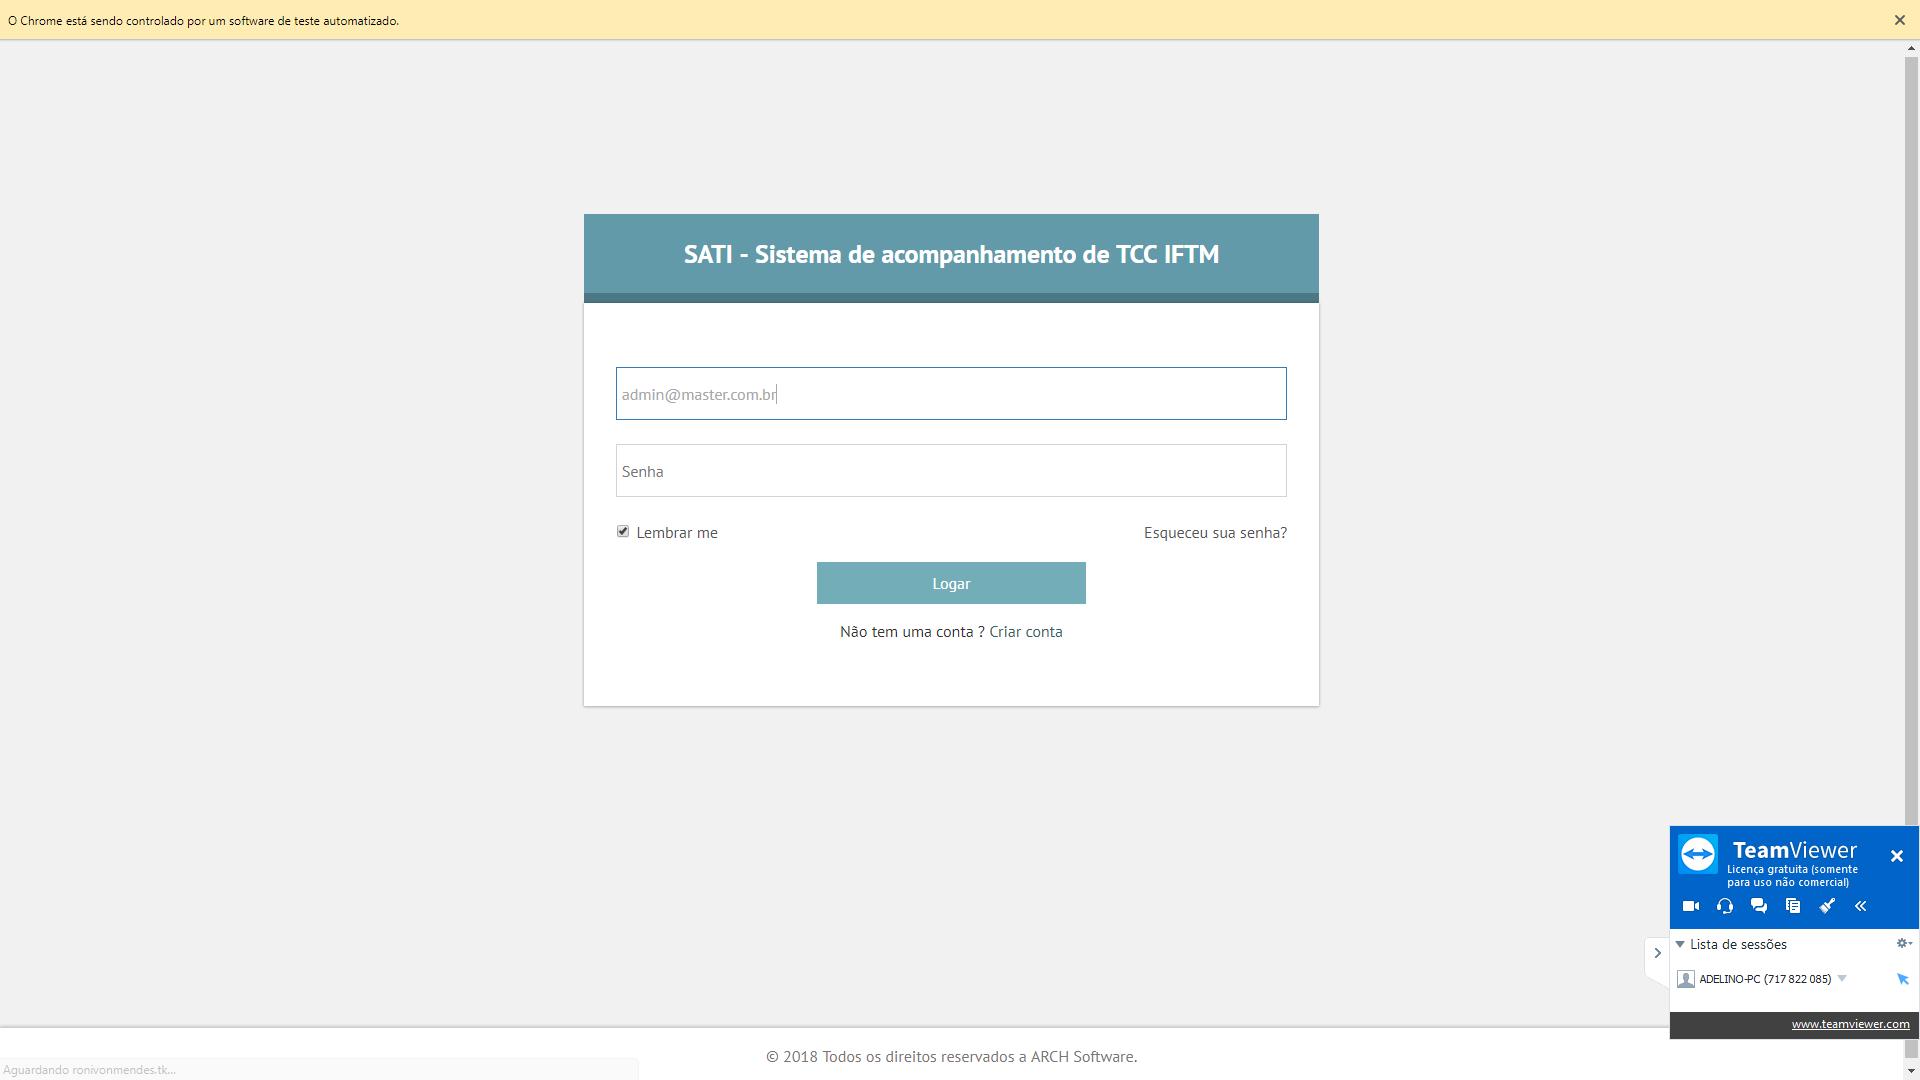 O Chrome está sendo controlado por um software de teste automatizado.
SATI - Sistema de acompanhamento de TCC IFTM
admin@master.com.br
Senha
Lembrar me
Esqueceu sua senha?
Logar
Não tem uma conta ? Criar conta
TeamViewer
Licença gratuita (somente
para uso não comercial)
Lista de sessões
ADELINO-PC (717 822 085)
www.teamviewer.com
© 2018 Todos os direitos reservados a ARCH Software.
Aguardando ronivonmendes.tk...